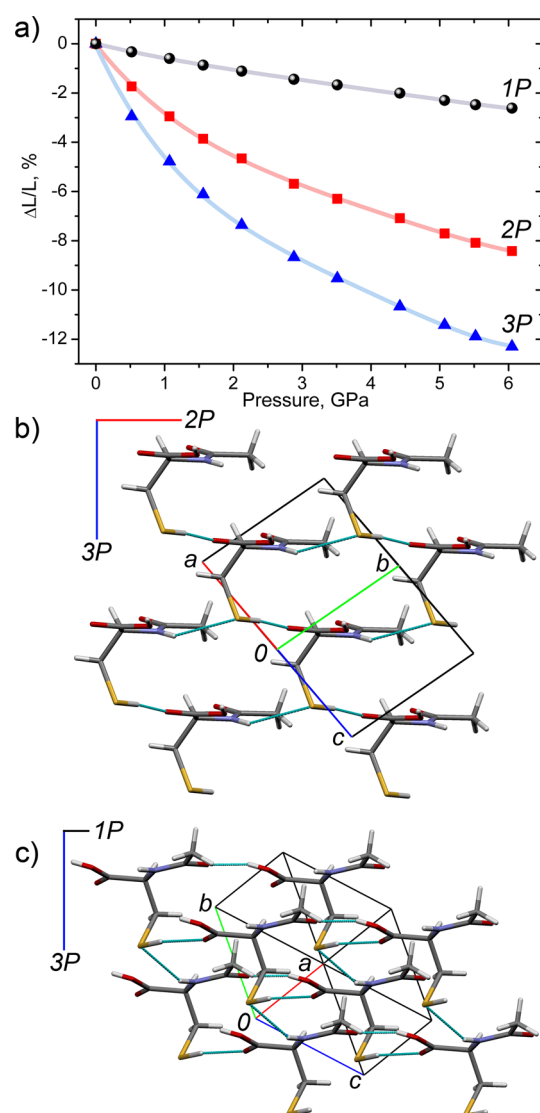 a)
0
-2
-4
-6
-8
-10
-12
ΔL/L, %
1P
2P
3P
0 1 2 3 4 5 6
Pressure, GPa
b)
2P
3P
a
b
0
c
c)
1P
3P
b
a
0
c